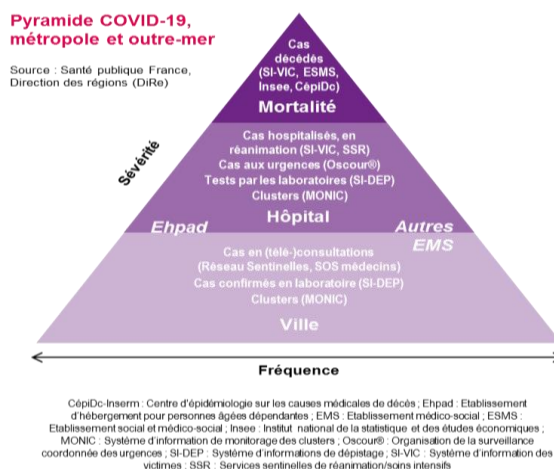 Pyramide COVID-19,
métropole et outre-mer
Source : Santé publique France,
Direction des régions (DiRe)
Cas
décédés
(SI-VIC, ESMS,
Insee, CépiDc)
Mortalité
Sévérité
Cas hospitalisés, en
réanimation (SI-VIC, SSR)
Cas aux urgences (Oscour®)
Tests par les laboratoires (SI-DEP)
Clusters (MONIC)
Hôpital
Ehpad
Autres
EMS
Cas en (télé-)consultations
(Réseau Sentinelles, SOS médecins)
Cas confirmés en laboratoire (SI-DEP)
Clusters (MONIC)
Ville
Fréquence
CépiDc-Inserm : Centre d'épidémiologie sur les causes médicales de décès ; Ehpad : Etablissement
d'hébergement pour personnes âgées dépendantes ; EMS : Etablissement médico-social ; ESMS :
Etablissement social et médico-social ; Insee : Institut national de la statistique et des études économiques ;
MONIC : Système d'information de monitorage des clusters ; Oscour® : Organisation de la surveillance
coordonnée des urgences ; SI-DEP : Système d'informations de dépistage ; SI-VIC : Système d'information des
victimes ; SSR : Services sentinelles de réanimation/soins intensifs